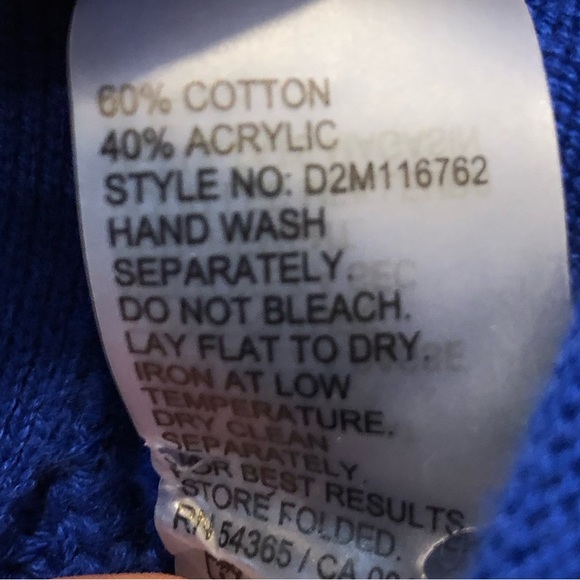 60% COTTON
40% ACRYLIC
STYLE NO: D2M116762
HAND WASH
SEPARATELY.
DO NOT BLEACH.
LAY FLAT TO DRY.
IRON AT LOW
TEMPERATURE.
DRY CLEAN
SEPARATELY.
FOR BEST RESULTS
STORE FOLDED.
RN 54365 / CA